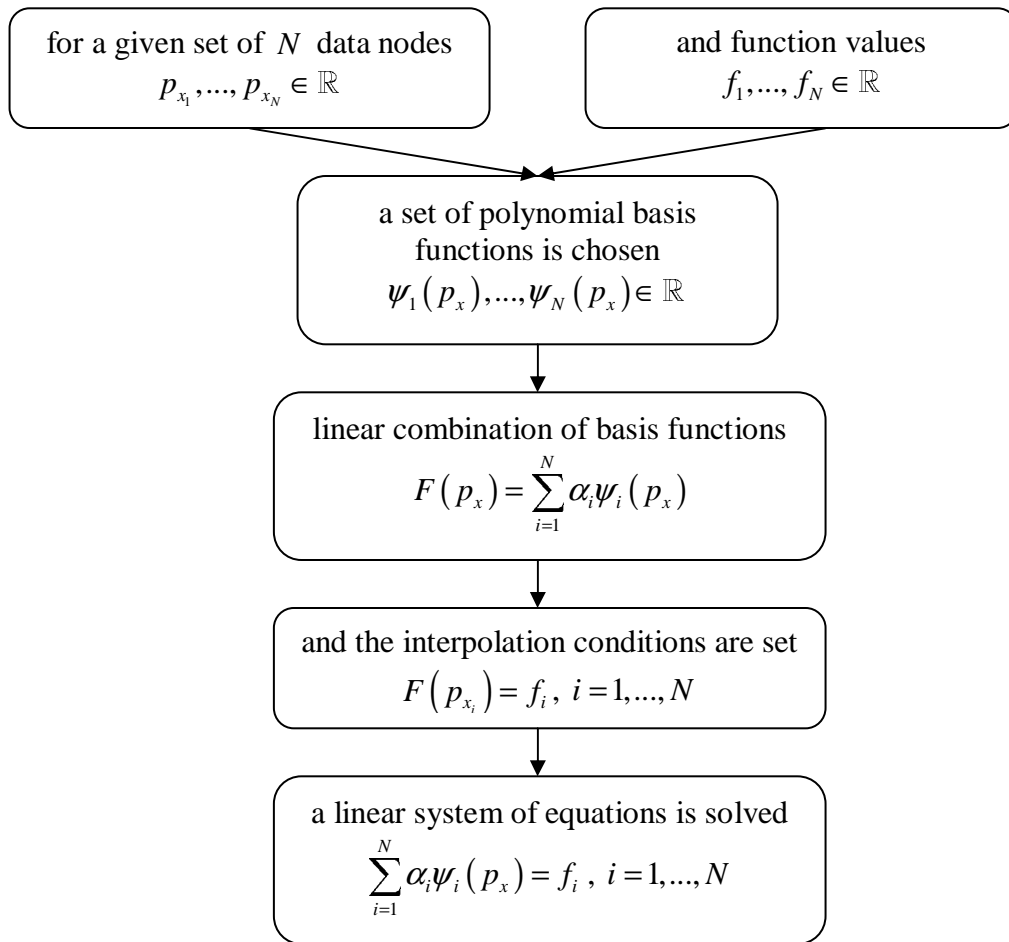 for a given set of N data nodes
p_{x_1},..., p_{x_N} ∈ ℝ
and function values
f_1,..., f_N ∈ ℝ
a set of polynomial basis
functions is chosen
ψ_1(p_x),...,ψ_N(p_x) ∈ ℝ
linear combination of basis functions
F(p_x) = \sum_{i=1}^{N} α_i ψ_i(p_x)
and the interpolation conditions are set
F(p_{x_i}) = f_i , i = 1,..., N
a linear system of equations is solved
\sum_{i=1}^{N} α_i ψ_i(p_x) = f_i , i = 1,..., N